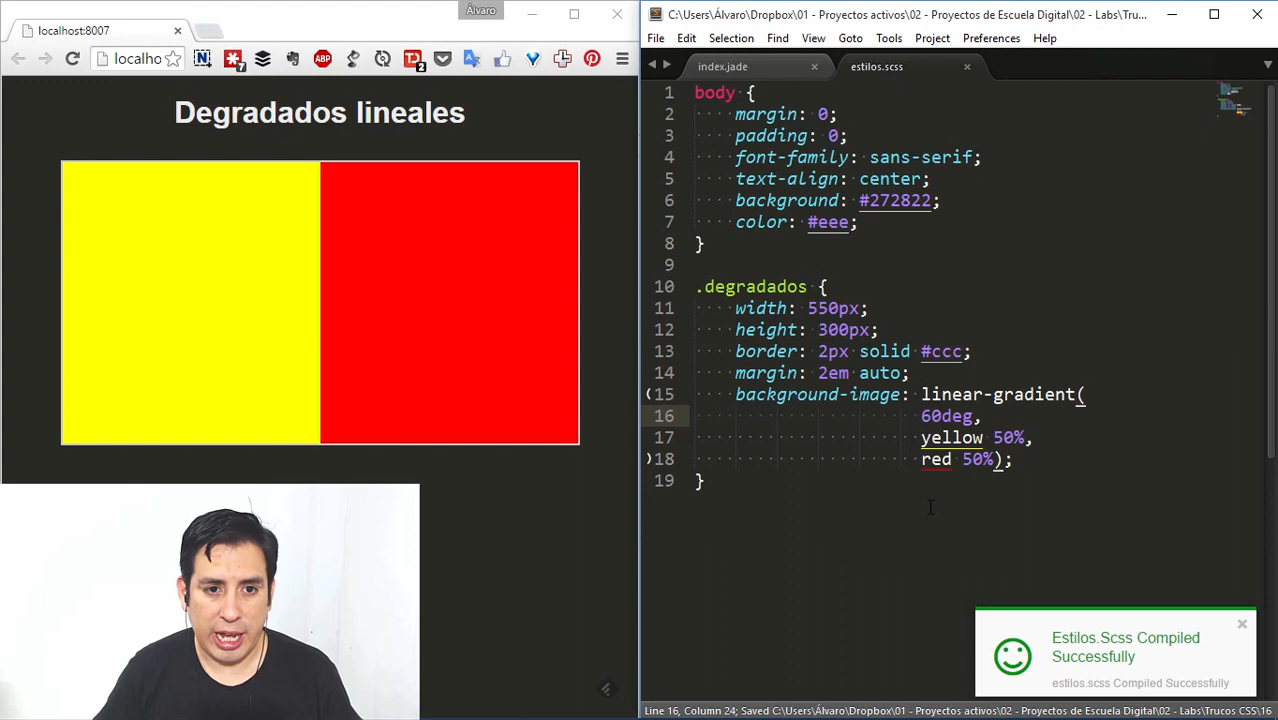 Álvaro
localhost:8007
localho
7
ABP
2
Degradados lineales
C:\Users\Álvaro\Dropbox\01 - Proyectos activos\02 - Proyectos de Escuela Digital\02 - Labs\Truco...
File Edit Selection Find View Goto Tools Project Preferences Help
index.jade estilos.scss
1 body {
2 margin: 0;
3 padding: 0;
4 font-family: sans-serif;
5 text-align: center;
6 background: #272822;
7 color: #eee;
8 }
9
10 .degradados {
11 width: 550px;
12 height: 300px;
13 border: 2px solid #ccc;
14 margin: 2em auto;
15 background-image: linear-gradient(
16 60deg,
17 yellow 50%,
18 red 50%);
19 }
Estilos.Scss Compiled
Successfully
estilos.scss Compiled Successfully
Line 16, Column 24; Saved C:\Users\Álvaro\Dropbox\01 - Proyectos activos\02 - Proyectos de Escuela Digital\02 - Labs\Trucos CSS\16